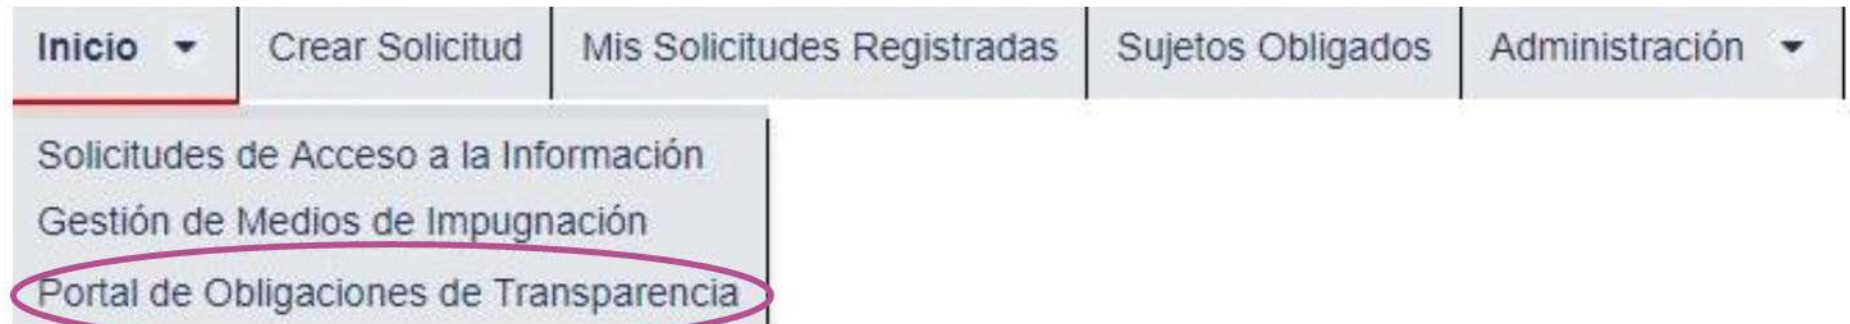 Inicio Crear Solicitud Mis Solicitudes Registradas Sujetos Obligados Administración
Solicitudes de Acceso a la Información
Gestión de Medios de Impugnación
Portal de Obligaciones de Transparencia